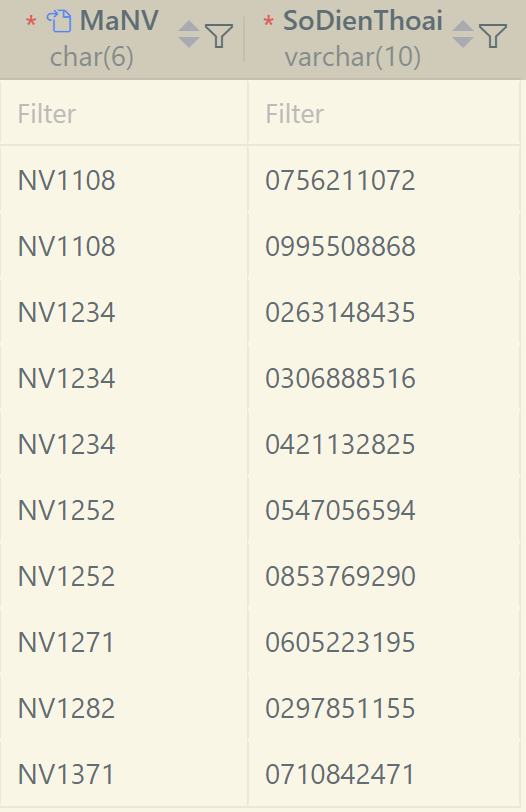 * MaNV * SoDienThoai
char(6) varchar(10)
Filter Filter
NV1108 0756211072
NV1108 0995508868
NV1234 0263148435
NV1234 0306888516
NV1234 0421132825
NV1252 0547056594
NV1252 0853769290
NV1271 0605223195
NV1282 0297851155
NV1371 0710842471